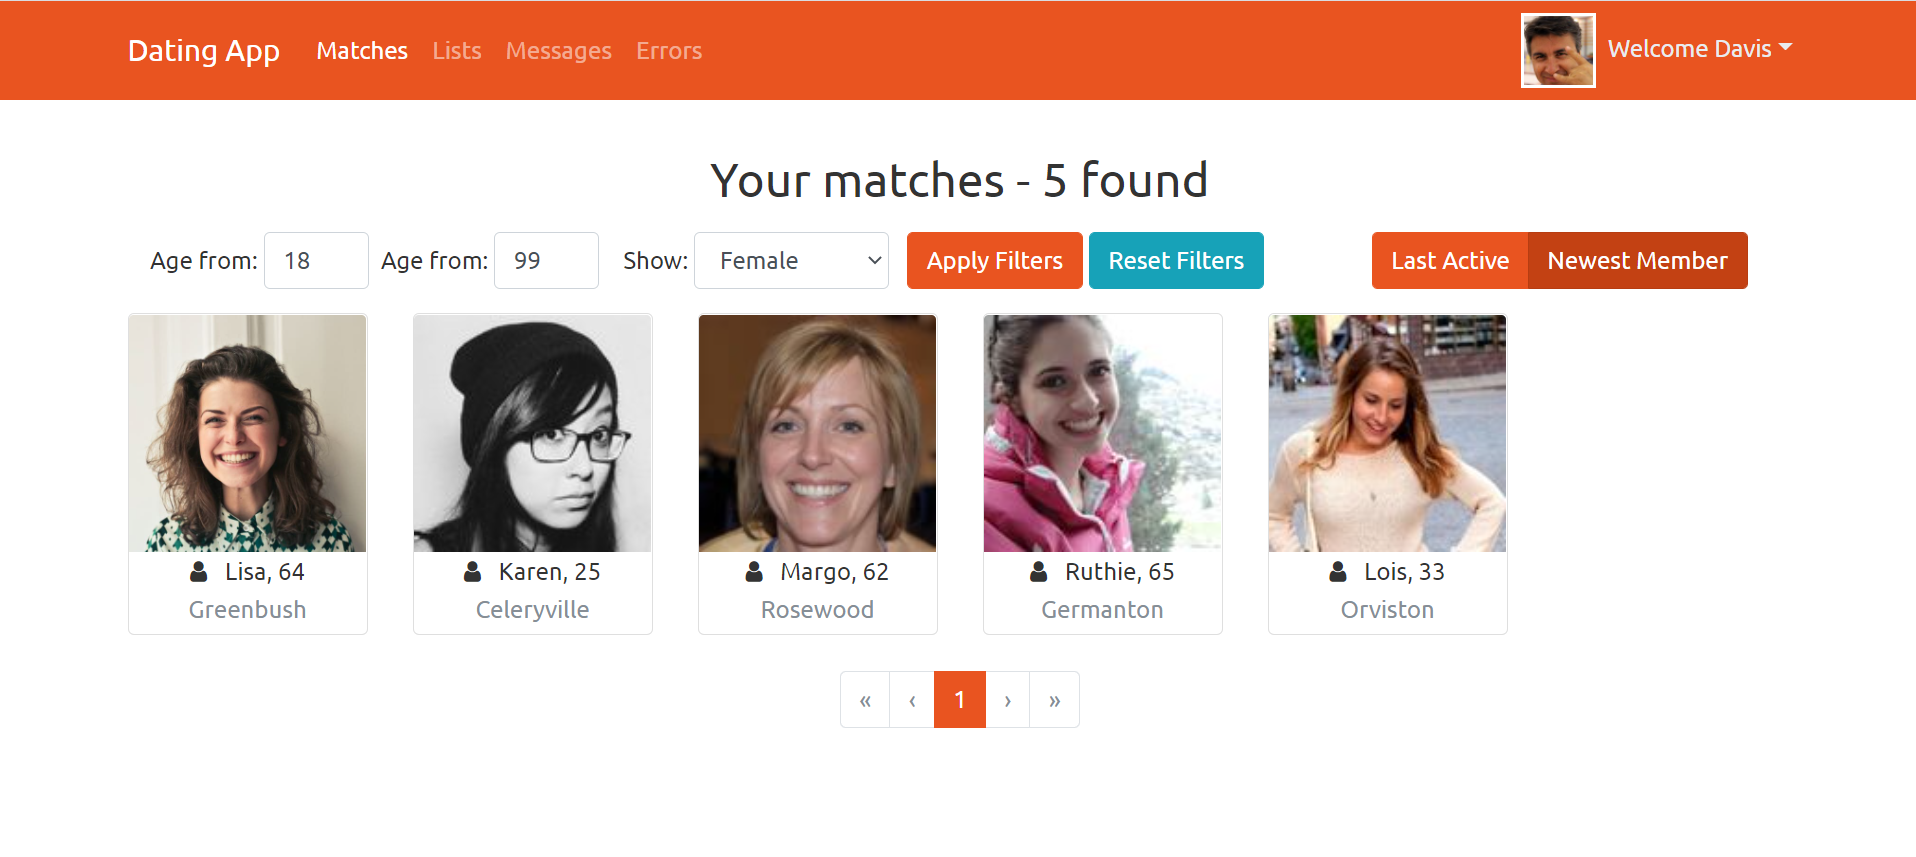 Dating App Matches Lists Messages Errors Welcome Davis
Your matches - 5 found
Age from: 18 Age from: 99 Show: Female Apply Filters Reset Filters Last Active Newest Member
Lisa, 64
Greenbush
Karen, 25
Celeryville
Margo, 62
Rosewood
Ruthie, 65
Germanton
Lois, 33
Orviston
« ‹ 1 › »